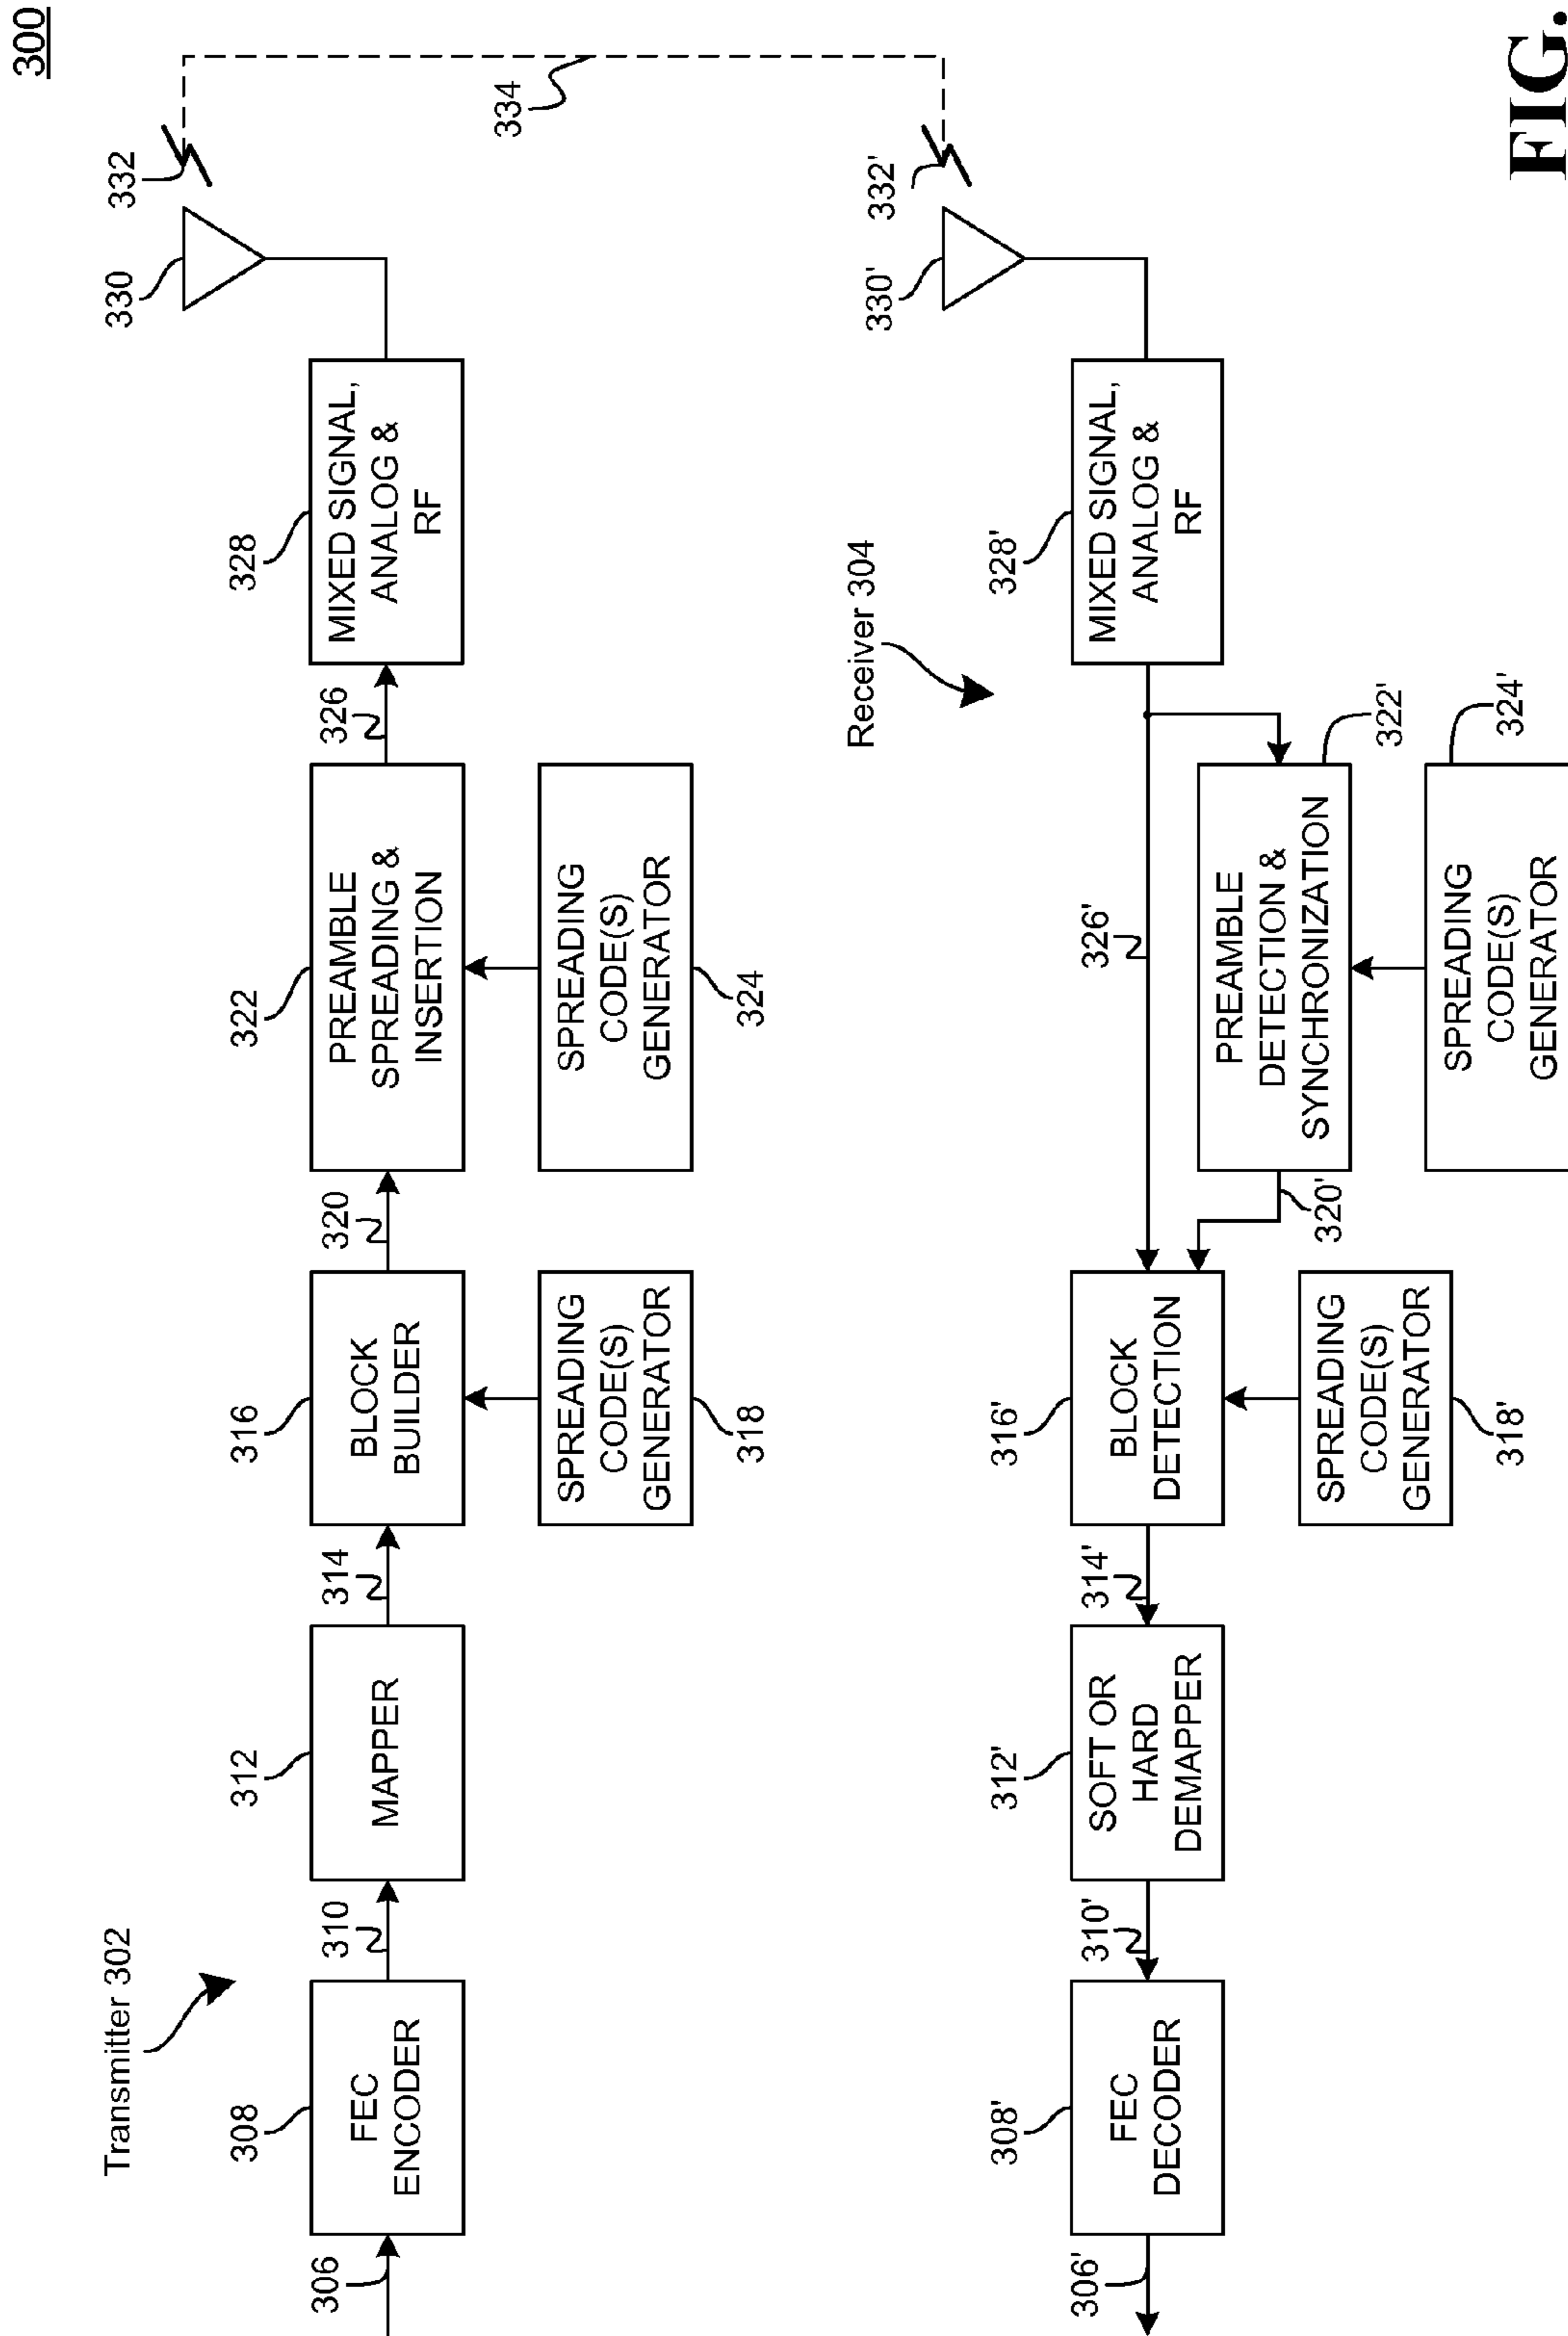 300
Transmitter 302
306
308
FEC
ENCODER
310
312
MAPPER
314
316
BLOCK
BUILDER
SPREADING
CODE(S)
GENERATOR
318
320
322
PREAMBLE
SPREADING &
INSERTION
SPREADING
CODE(S)
GENERATOR
324
326
328
MIXED SIGNAL,
ANALOG &
RF
330
332
334
Receiver 304
306'
308'
FEC
DECODER
310'
312'
SOFT OR
HARD
DEMAPPER
314'
316'
BLOCK
DETECTION
SPREADING
CODE(S)
GENERATOR
318'
320'
326'
PREAMBLE
DETECTION &
SYNCHRONIZATION
322'
SPREADING
CODE(S)
GENERATOR
324'
328'
MIXED SIGNAL,
ANALOG &
RF
330'
332'
FIG.